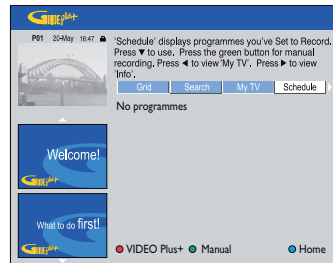 GUIDE Plus+
P01 20-May 16:47
'Schedule' displays programmes you've Set to Record.
Press ▼ to use. Press the green button for manual
recording. Press ◀ to view 'My TV'. Press ▶ to view
'Info'.
Grid Search My TV Schedule
No programmes
Welcome!
GUIDE Plus+
What to do first!
GUIDE Plus+
VIDEO Plus+ Manual Home